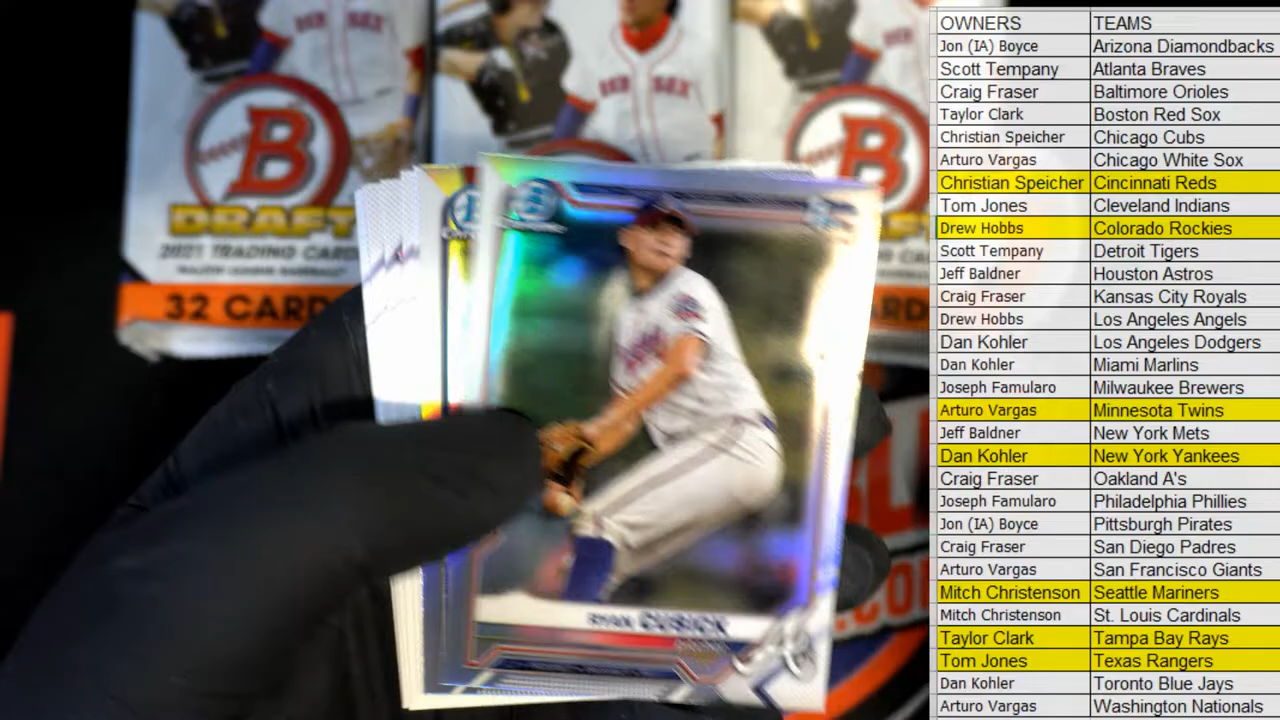 B
DRAFT
2021 TRADING CARD
MAJOR LEAGUE BASEBALL
32 CARD
RED SOX
B
RYAN CUSICK
OWNERS TEAMS
Jon (IA) Boyce Arizona Diamondbacks
Scott Tempany Atlanta Braves
Craig Fraser Baltimore Orioles
Taylor Clark Boston Red Sox
Christian Speicher Chicago Cubs
Arturo Vargas Chicago White Sox
Christian Speicher Cincinnati Reds
Tom Jones Cleveland Indians
Drew Hobbs Colorado Rockies
Scott Tempany Detroit Tigers
Jeff Baldner Houston Astros
Craig Fraser Kansas City Royals
Drew Hobbs Los Angeles Angels
Dan Kohler Los Angeles Dodgers
Dan Kohler Miami Marlins
Joseph Famularo Milwaukee Brewers
Arturo Vargas Minnesota Twins
Jeff Baldner New York Mets
Dan Kohler New York Yankees
Craig Fraser Oakland A's
Joseph Famularo Philadelphia Phillies
Jon (IA) Boyce Pittsburgh Pirates
Craig Fraser San Diego Padres
Arturo Vargas San Francisco Giants
Mitch Christenson Seattle Mariners
Mitch Christenson St. Louis Cardinals
Taylor Clark Tampa Bay Rays
Tom Jones Texas Rangers
Dan Kohler Toronto Blue Jays
Arturo Vargas Washington Nationals